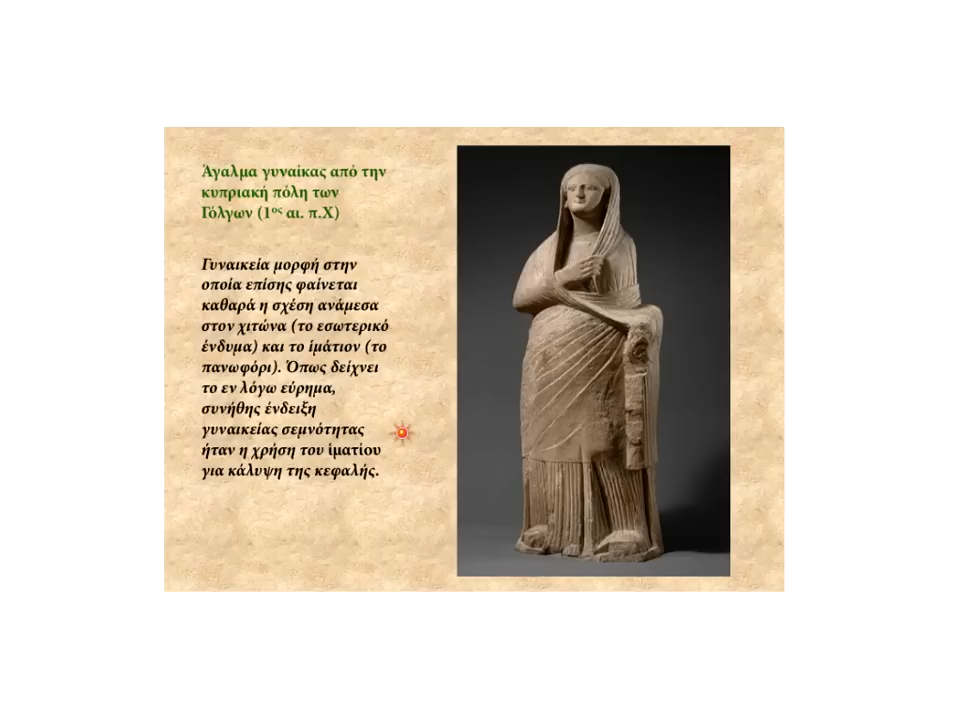 Άγαλμα γυναίκας από την
κυπριακή πόλη των
Γόλγων (1ος αι. π.Χ)
Γυναικεία μορφή στην
οποία επίσης φαίνεται
καθαρά η σχέση ανάμεσα
στον χιτώνα (το εσωτερικό
ένδυμα) και το ἱμάτιον (το
πανωφόρι). Όπως δείχνει
το εν λόγω εύρημα,
συνήθης ένδειξη
γυναικείας σεμνότητας
ήταν η χρήση του ἱματίου
για κάλυψη της κεφαλής.